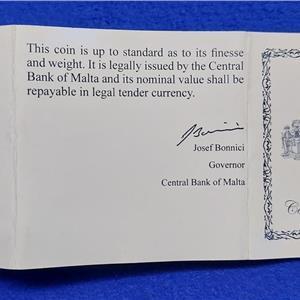 This coin is up to standard as to its finesse
and weight. It is legally issued by the Central
Bank of Malta and its nominal value shall be
repayable in legal tender currency.
JBonnici
Josef Bonnici
Governor
Central Bank of Malta